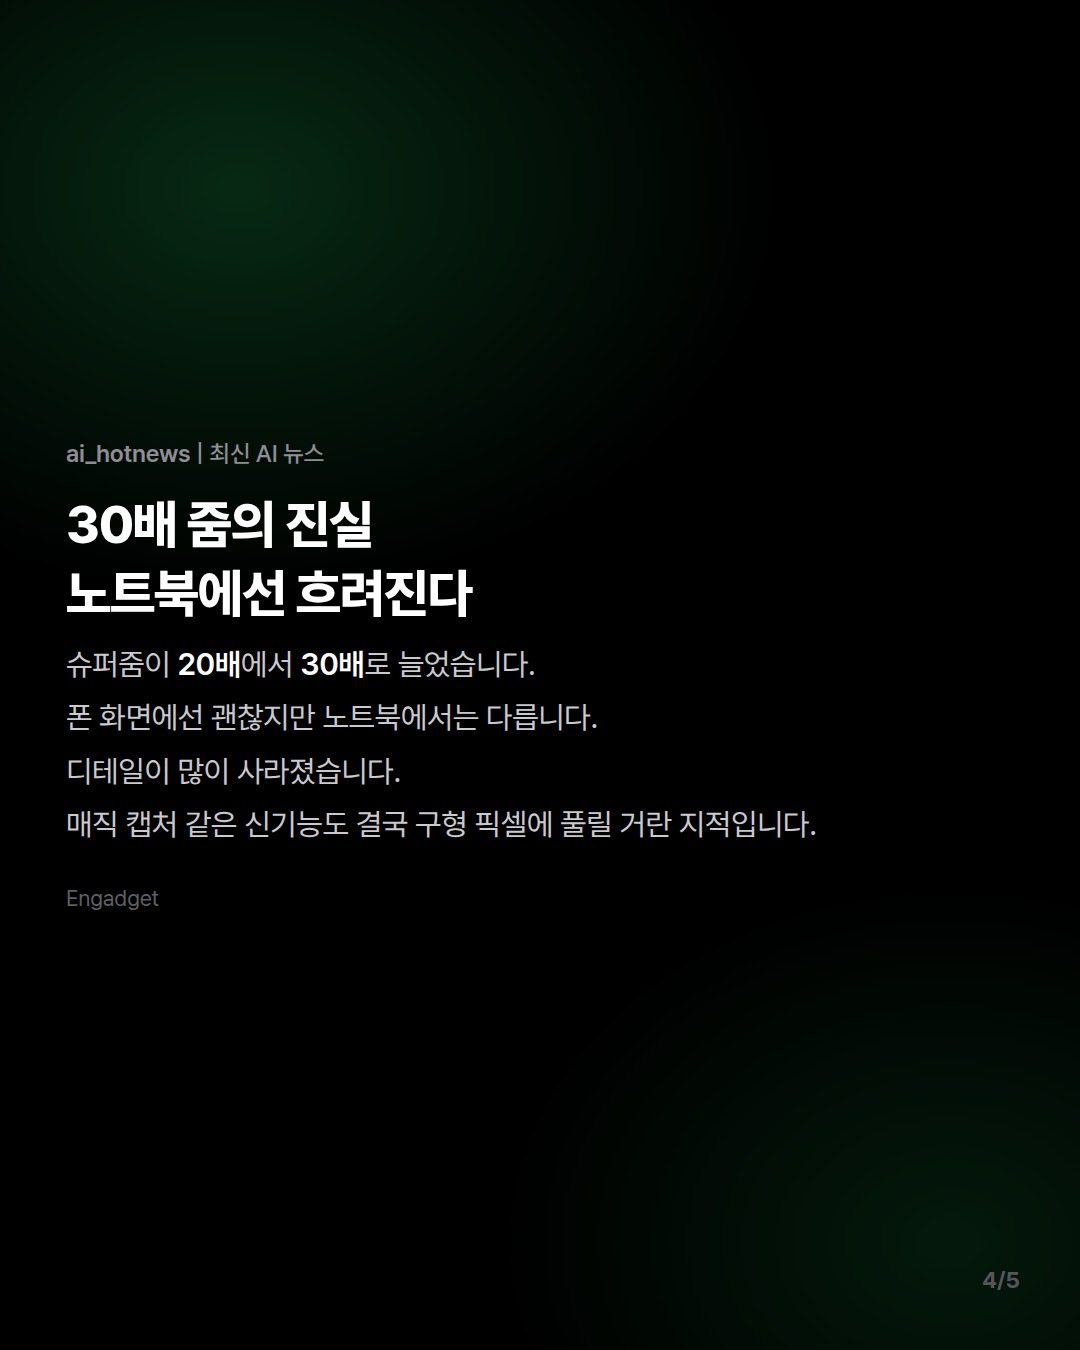 ai_hotnews | 최신 AI 뉴스
30배 줌의 진실
노트북에선 흐려진다
슈퍼줌이 20배에서 30배로 늘었습니다.
폰 화면에선 괜찮지만 노트북에서는 다릅니다.
디테일이 많이 사라졌습니다.
매직 캡처 같은 신기능도 결국 구형 픽셀에 풀릴 거란 지적입니다.
Engadget
4/5